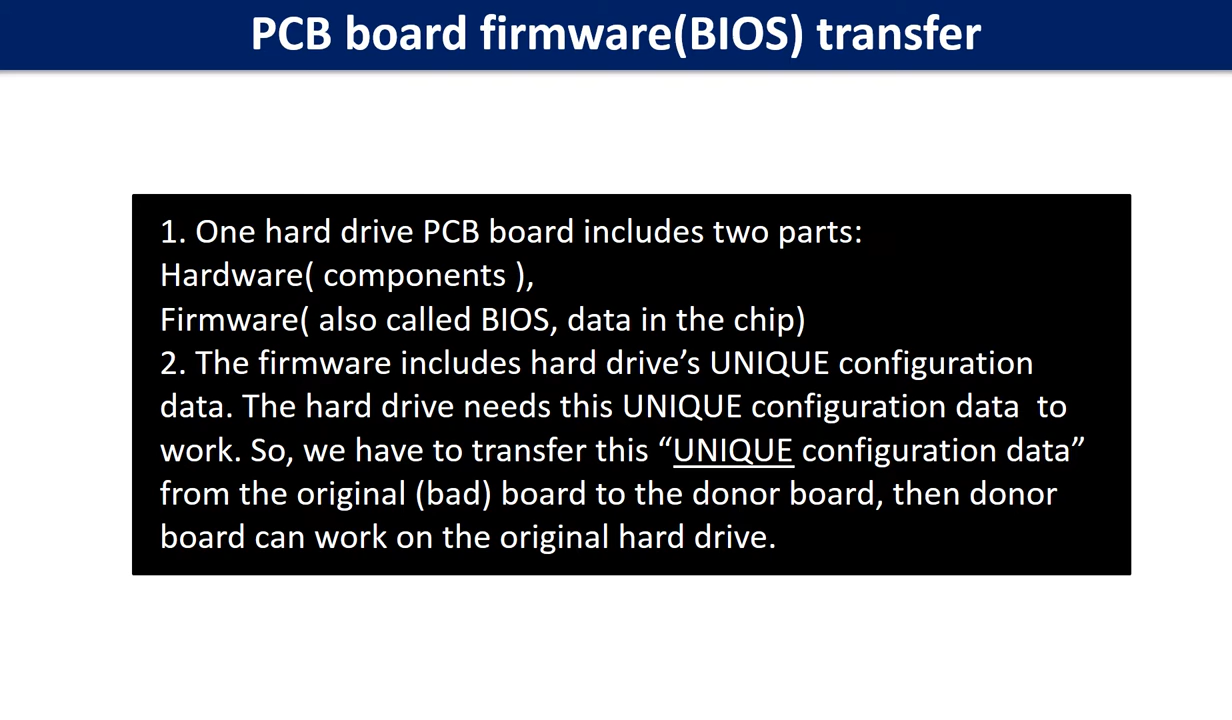 PCB board firmware(BIOS) transfer
1. One hard drive PCB board includes two parts:
Hardware( components ),
Firmware( also called BIOS, data in the chip)
2. The firmware includes hard drive’s UNIQUE configuration
data. The hard drive needs this UNIQUE configuration data  to
work. So, we have to transfer this “UNIQUE configuration data”
from the original (bad) board to the donor board, then donor
board can work on the original hard drive.